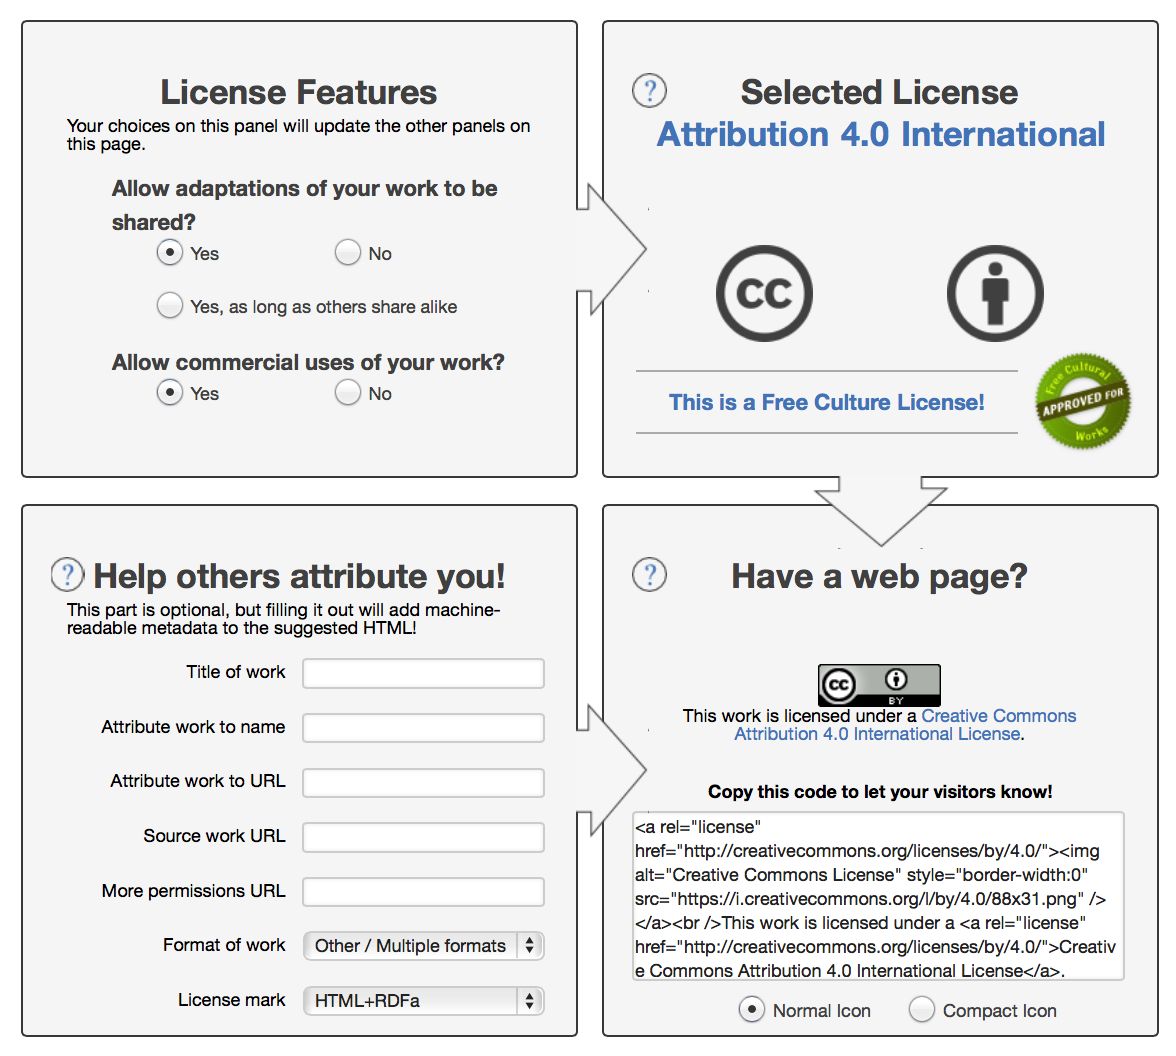 License Features
Your choices on this panel will update the other panels on
this page.
Allow adaptations of your work to be
shared?
Yes
No
Yes, as long as others share alike
Allow commercial uses of your work?
Yes
No
?
Selected License
Attribution 4.0 International
cc
This is a Free Culture License!
Free Cultural
APPROVED FOR
Works
?
Help others attribute you!
This part is optional, but filling it out will add machine-
readable metadata to the suggested HTML!
Title of work
Attribute work to name
Attribute work to URL
Source work URL
More permissions URL
Format of work
Other / Multiple formats
License mark
HTML+RDFa
?
Have a web page?
cc
BY
This work is licensed under a Creative Commons
Attribution 4.0 International License.
Copy this code to let your visitors know!
<a rel="license"
href="http://creativecommons.org/licenses/by/4.0/"><img
alt="Creative Commons License" style="border-width:0"
src="https://i.creativecommons.org/l/by/4.0/88x31.png" />
</a><br />This work is licensed under a <a rel="license"
href="http://creativecommons.org/licenses/by/4.0/">Creativ
e Commons Attribution 4.0 International License</a>.
Normal Icon
Compact Icon